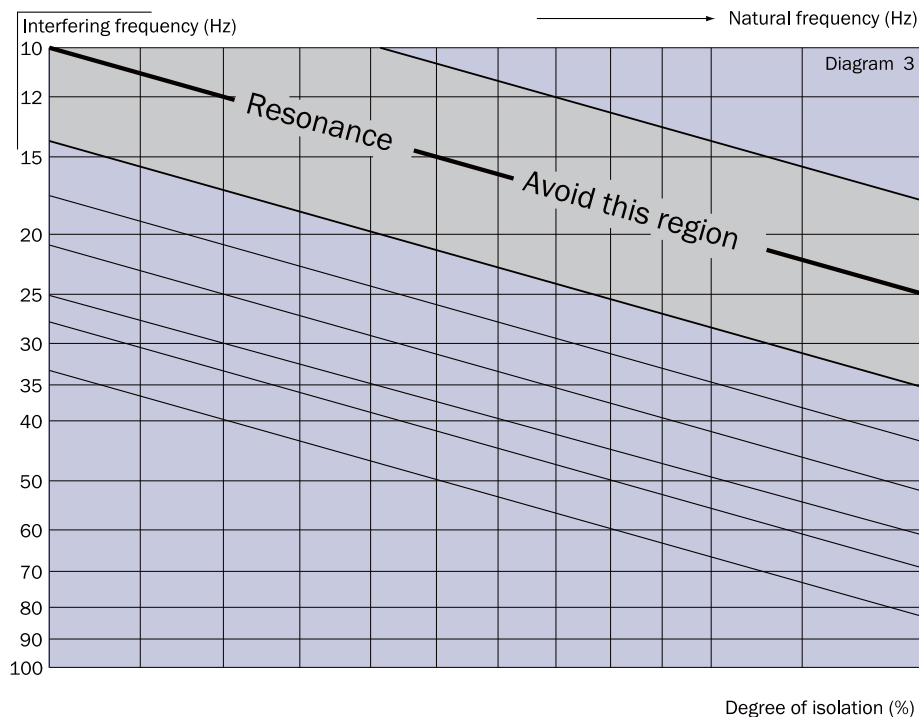 Interfering frequency (Hz)
Natural frequency (Hz)
Diagram 3
10
12
15
20
25
30
35
40
50
60
70
80
90
100
Resonance
Avoid this region
Degree of isolation (%)